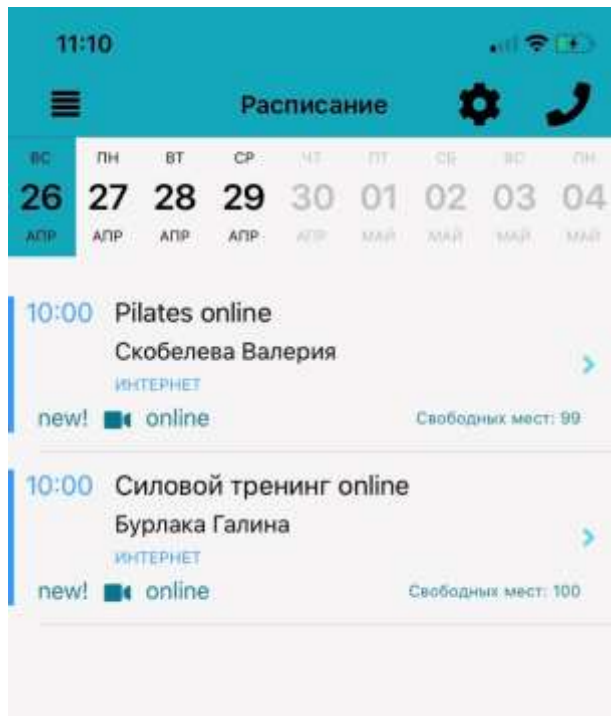 11:10
Расписание
ВС ПН ВТ СР ЧТ ПТ СБ ВС ПН
26 27 28 29 30 01 02 03 04
АПР АПР АПР АПР АПР МАЙ МАЙ МАЙ МАЙ
10:00 Pilates online
Скобелева Валерия
ИНТЕРНЕТ
new! online Свободных мест: 99
10:00 Силовой тренинг online
Бурлака Галина
ИНТЕРНЕТ
new! online Свободных мест: 100